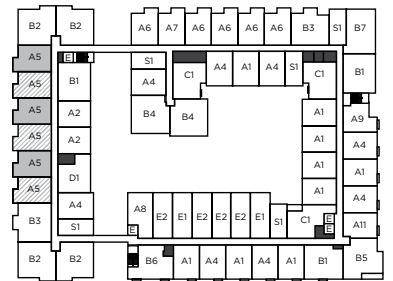 B2 B2 A6 A7 A6 A6 A6 A6 B3 S1 B7
A5 E S1 C1 A4 A1 A4 S1 C1 B1
A5 B1 A4
A5 A2 B4 B4 A1 A9
A5 A2 A1 A4
A5 D1 A1 A1
A5 A4 A8 E2 E1 E2 E2 E2 E1 A1 A4
B3 S1 E S1 C1 E E A11
B2 B2 B6 A1 A4 A1 A4 A1 B1 B5